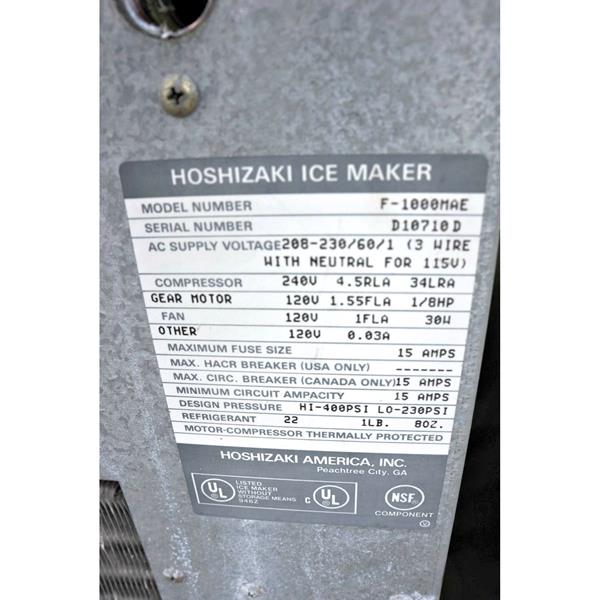 HOSHIZAKI ICE MAKER
MODEL NUMBER F-1000MAE
SERIAL NUMBER D10710D
AC SUPPLY VOLTAGE 208-230/60/1 (3 WIRE
WITH NEUTRAL FOR 115V)
COMPRESSOR 240V 4.5RLA 34LRA
GEAR MOTOR 120V 1.55FLA 1/8HP
FAN 120V 1FLA 30W
OTHER 120V 0.03A
MAXIMUM FUSE SIZE 15 AMPS
MAX. HACR BREAKER (USA ONLY) -------
MAX. CIRC. BREAKER (CANADA ONLY) 15 AMPS
MINIMUM CIRCUIT AMPACITY 15 AMPS
DESIGN PRESSURE HI-400PSI LO-230PSI
REFRIGERANT 22 1LB. 8OZ.
MOTOR-COMPRESSOR THERMALLY PROTECTED
HOSHIZAKI AMERICA, INC.
Peachtree City, GA
UL LISTED
ICE MAKER
WITHOUT
STORAGE MEANS
946Z
C UL
NSF
COMPONENT
V